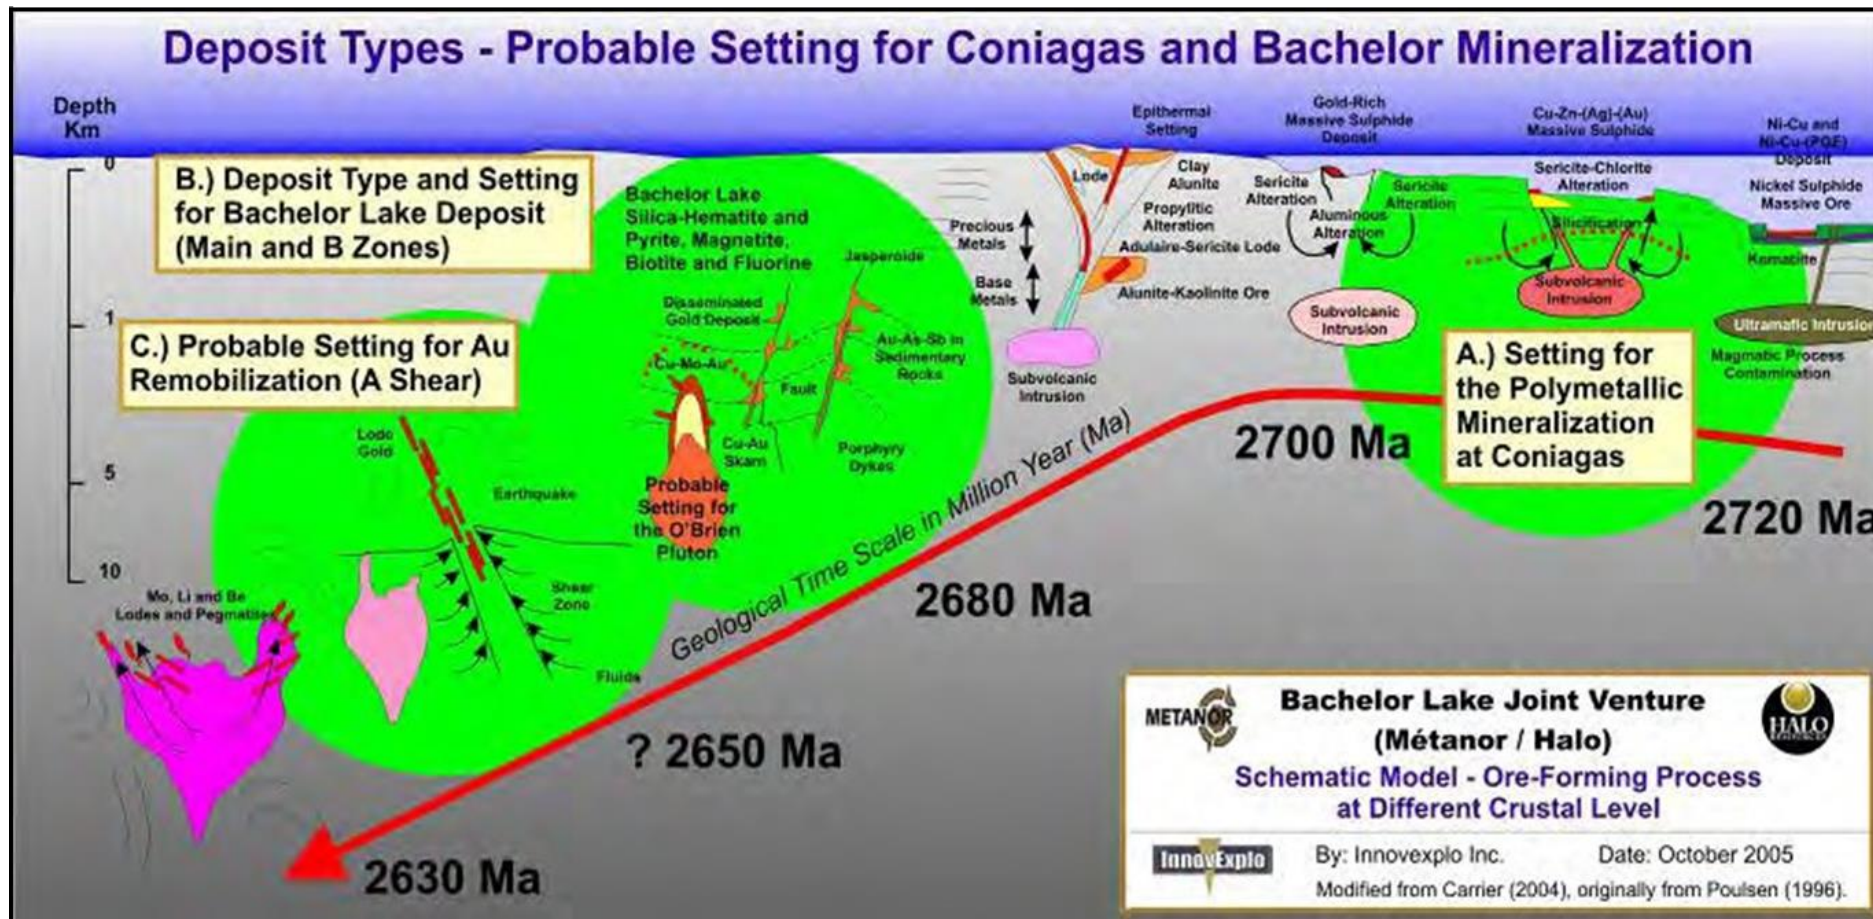 Deposit Types - Probable Setting for Coniagas and Bachelor Mineralization
Depth
Km
0
1
5
10
B.) Deposit Type and Setting
for Bachelor Lake Deposit
(Main and B Zones)
C.) Probable Setting for Au
Remobilization (A Shear)
Bachelor Lake
Silica-Hematite and
Pyrite, Magnetite,
Biotite and Fluorine
Jasperoide
Disseminated
Gold Deposit
Cu-Mo-Au
Au-As-Sb in
Sedimentary
Rocks
Fault
Cu-Au
Skarn
Porphyry
Dykes
Probable
Setting for
the O'Brien
Pluton
Lode
Gold
Earthquake
Shear
Zone
Fluids
Mo, Li and Be
Lodes and Pegmatites
Epithermal
Setting
Lode
Clay
Alunite
Precious
Metals
Propylitic
Alteration
Adulaire-Sericite Lode
Base
Metals
Alunite-Kaolinite Ore
Subvolcanic
Intrusion
Gold-Rich
Massive Sulphide
Deposit
Sericite
Alteration
Sericite
Alteration
Aluminous
Alteration
Subvolcanic
Intrusion
Cu-Zn-(Ag)-(Au)
Massive Sulphide
Sericite-Chlorite
Alteration
Silicification
Subvolcanic
Intrusion
Ni-Cu and
Ni-Cu-(PGE)
Deposit
Nickel Sulphide
Massive Ore
Komatite
Ultramafic Intrusion
Magmatic Process
Contamination
A.) Setting for
the Polymetallic
Mineralization
at Coniagas
Geological Time Scale in Million Year (Ma)
2720 Ma
2700 Ma
2680 Ma
? 2650 Ma
2630 Ma
METANOR
Bachelor Lake Joint Venture
(Métanor / Halo)
HALO
RESOURCES
Schematic Model - Ore-Forming Process
at Different Crustal Level
InnovExplo
By: Innovexplo Inc.
Date: October 2005
Modified from Carrier (2004), originally from Poulsen (1996).